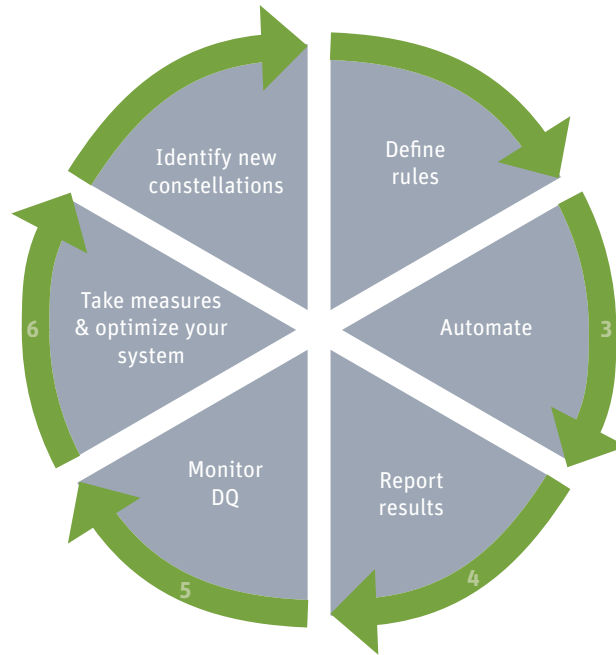 Identify new
constellations
Define
rules
Automate
3
Report
results
4
Monitor
DQ
5
Take measures
& optimize your
system
6